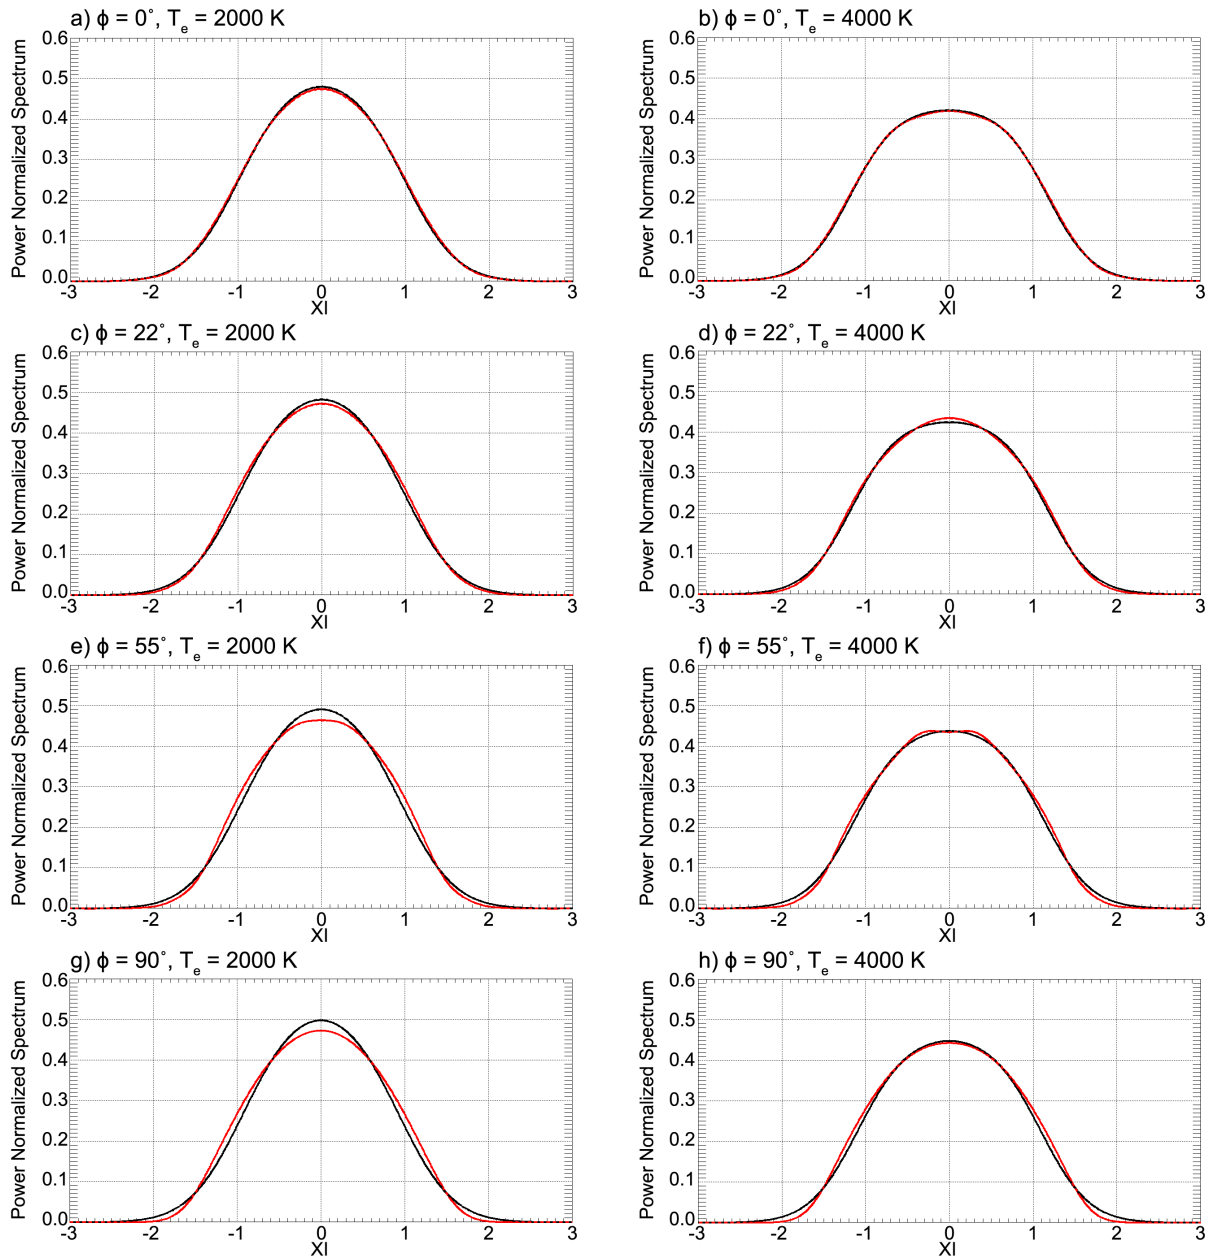 a) ϕ = 0°, Te = 2000 K
Power Normalized Spectrum
0.6
0.5
0.4
0.3
0.2
0.1
0.0
-3 -2 -1 0 1 2 3
XI
b) ϕ = 0°, Te = 4000 K
Power Normalized Spectrum
0.6
0.5
0.4
0.3
0.2
0.1
0.0
-3 -2 -1 0 1 2 3
XI
c) ϕ = 22°, Te = 2000 K
Power Normalized Spectrum
0.6
0.5
0.4
0.3
0.2
0.1
0.0
-3 -2 -1 0 1 2 3
XI
d) ϕ = 22°, Te = 4000 K
Power Normalized Spectrum
0.6
0.5
0.4
0.3
0.2
0.1
0.0
-3 -2 -1 0 1 2 3
XI
e) ϕ = 55°, Te = 2000 K
Power Normalized Spectrum
0.6
0.5
0.4
0.3
0.2
0.1
0.0
-3 -2 -1 0 1 2 3
XI
f) ϕ = 55°, Te = 4000 K
Power Normalized Spectrum
0.6
0.5
0.4
0.3
0.2
0.1
0.0
-3 -2 -1 0 1 2 3
XI
g) ϕ = 90°, Te = 2000 K
Power Normalized Spectrum
0.6
0.5
0.4
0.3
0.2
0.1
0.0
-3 -2 -1 0 1 2 3
XI
h) ϕ = 90°, Te = 4000 K
Power Normalized Spectrum
0.6
0.5
0.4
0.3
0.2
0.1
0.0
-3 -2 -1 0 1 2 3
XI